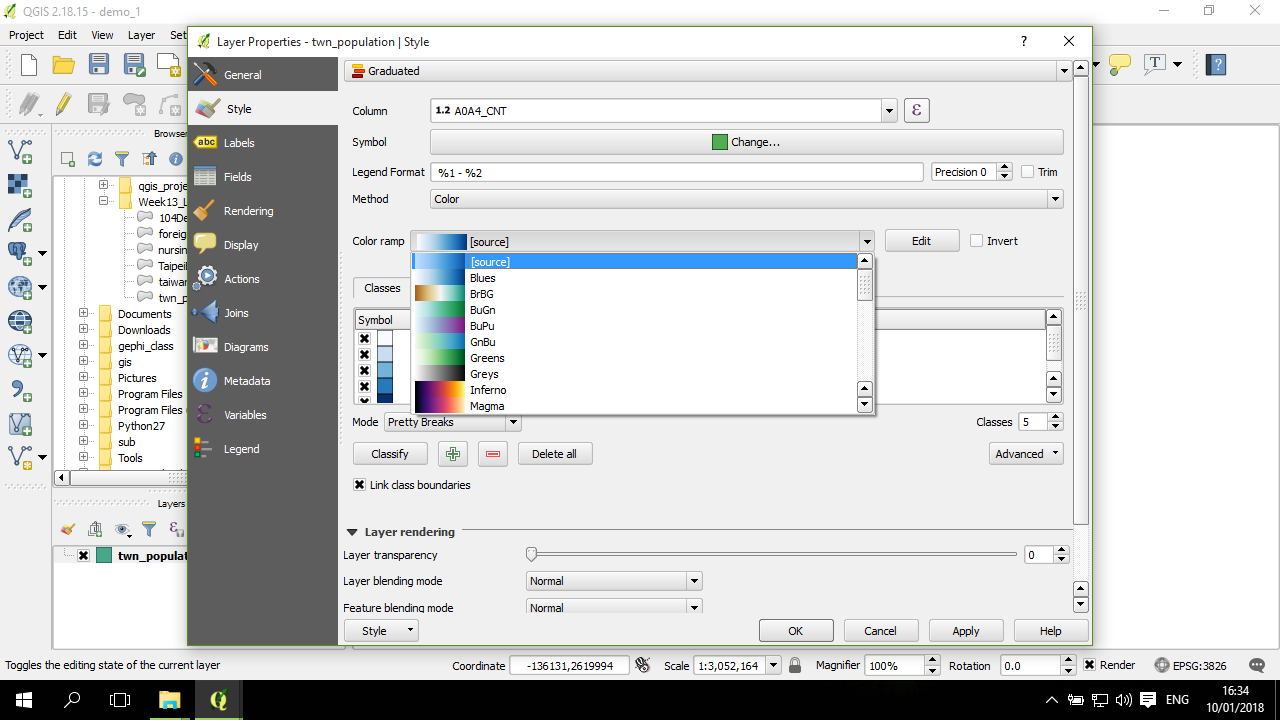 QGIS 2.18.15 - demo_1
Project Edit View Layer Set
Layer Properties - twn_population | Style
?
General
Style
Labels
Fields
Rendering
Display
Actions
Joins
Diagrams
Metadata
Variables
Legend
abc
Graduated
Column 1.2 A0A4_CNT ε
Symbol Change...
Legend Format %1 - %2 Precision 0 Trim
Method Color
Color ramp [source] Edit Invert
[source]
Blues
BrBG
BuGn
BuPu
GnBu
Greens
Greys
Inferno
Magma
Classes
Symbol
Mode Pretty Breaks Classes 5
Classify Delete all Advanced
Link class boundaries
Layer rendering
Layer transparency 0
Layer blending mode Normal
Feature blending mode Normal
Style OK Cancel Apply Help
Browse
qgis_proje
Week13_L
104De
foreig
nursin
Taipei
taiwar
twn_p
Documents
Downloads
gephi_class
gis
Pictures
Program Files
Program Files
Python27
sub
Tools
Layers
twn_populat
Toggles the editing state of the current layer Coordinate -136131,2619994 Scale 1:3,052,164 Magnifier 100% Rotation 0.0 Render EPSG:3826
ENG
16:34
10/01/2018